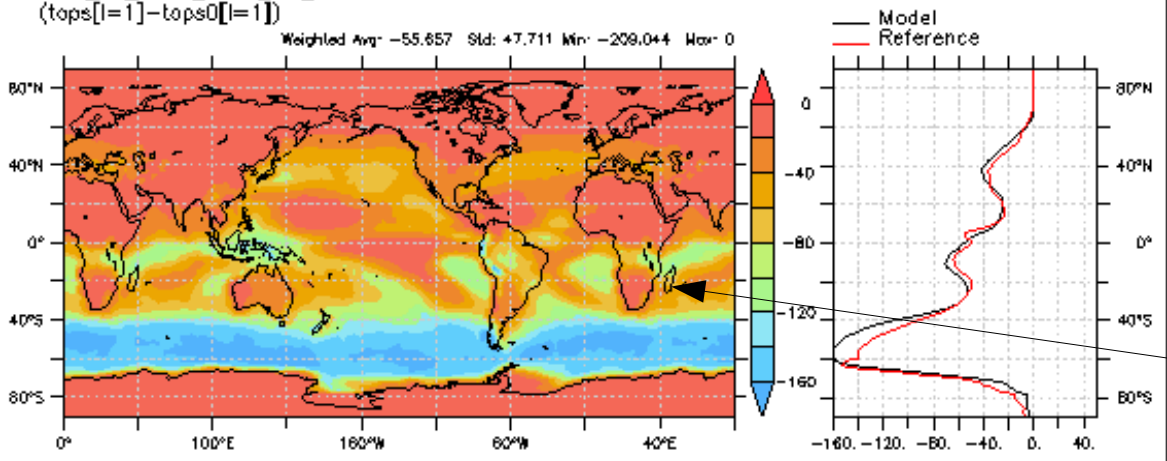 (tops[l=1]-tops0[l=1])
Weighted Avg: -55.657 Std: 47.711 Min: -209.044 Max: 0
Model
Reference
80°N
40°N
0°
40°S
80°S
0° 100°E 160°W 60°W 40°E
0
-40
-80
-120
-160
80°N
40°N
0°
40°S
80°S
-160. -120. -80. -40. 0. 40.